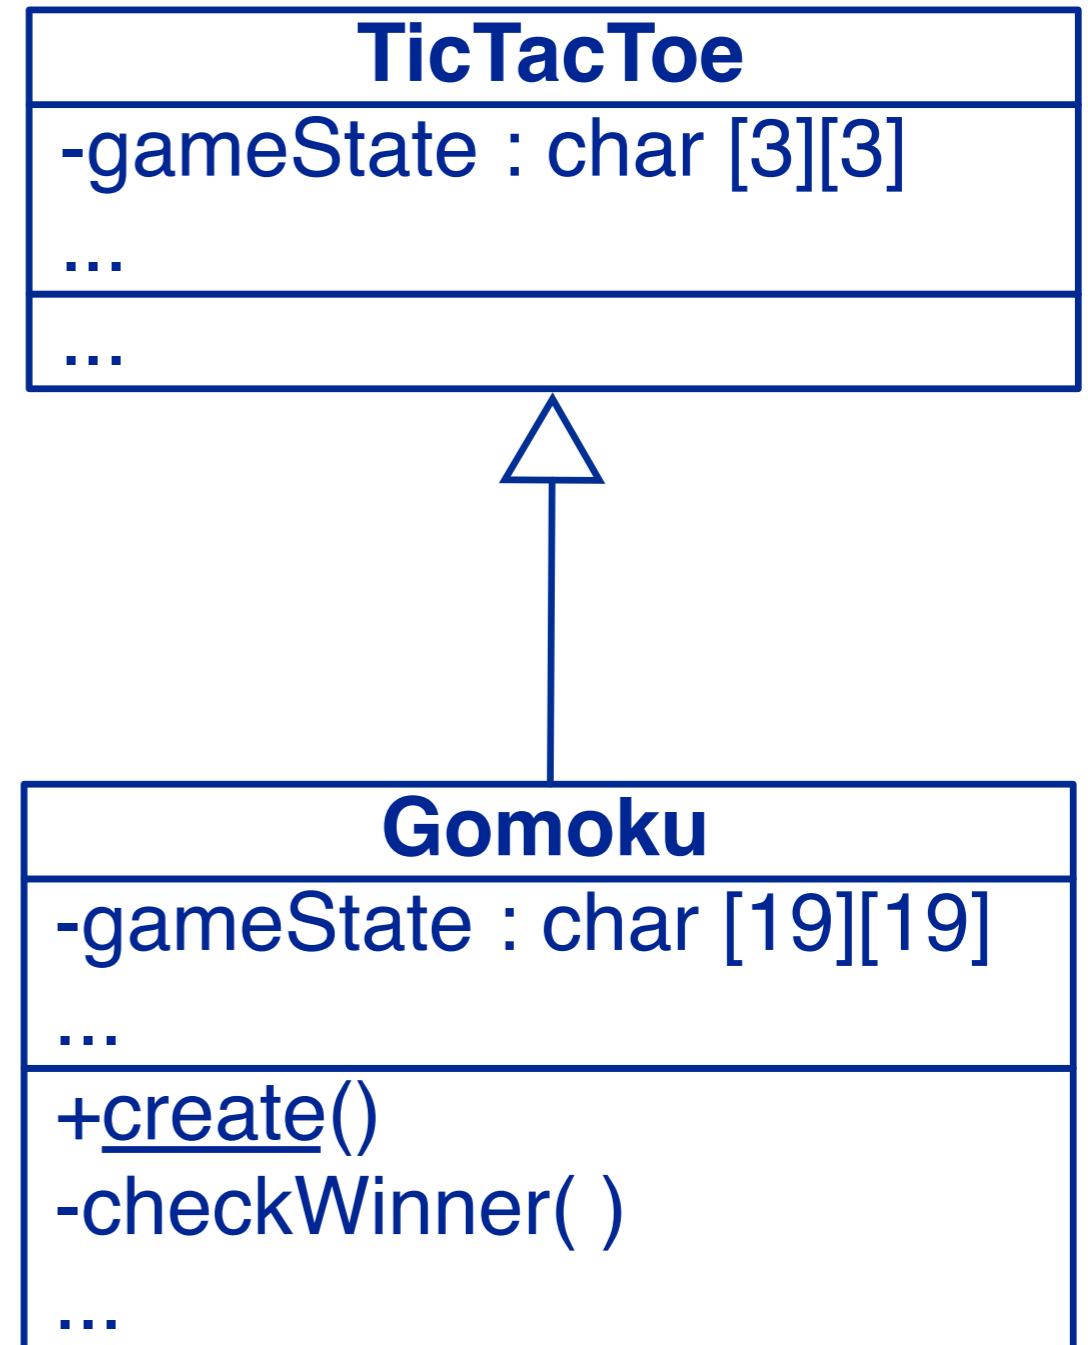 TicTacToe
-gameState : char [3][3]
...
...
Gomoku
-gameState : char [19][19]
...
+create()
-checkWinner( )
...